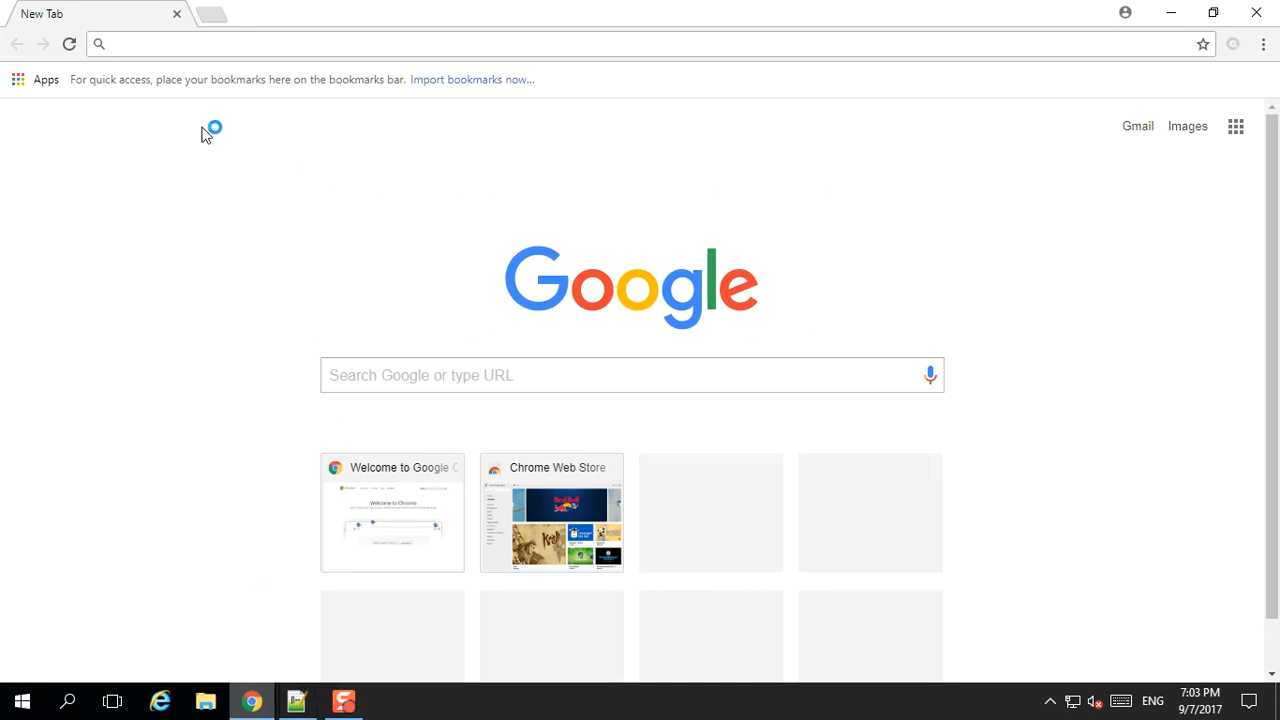 New Tab
Apps For quick access, place your bookmarks here on the bookmarks bar. Import bookmarks now...
Gmail Images
Google
Search Google or type URL
Welcome to Google C
Chrome Web Store
Welcome to Chrome
ENG
7:03 PM
9/7/2017